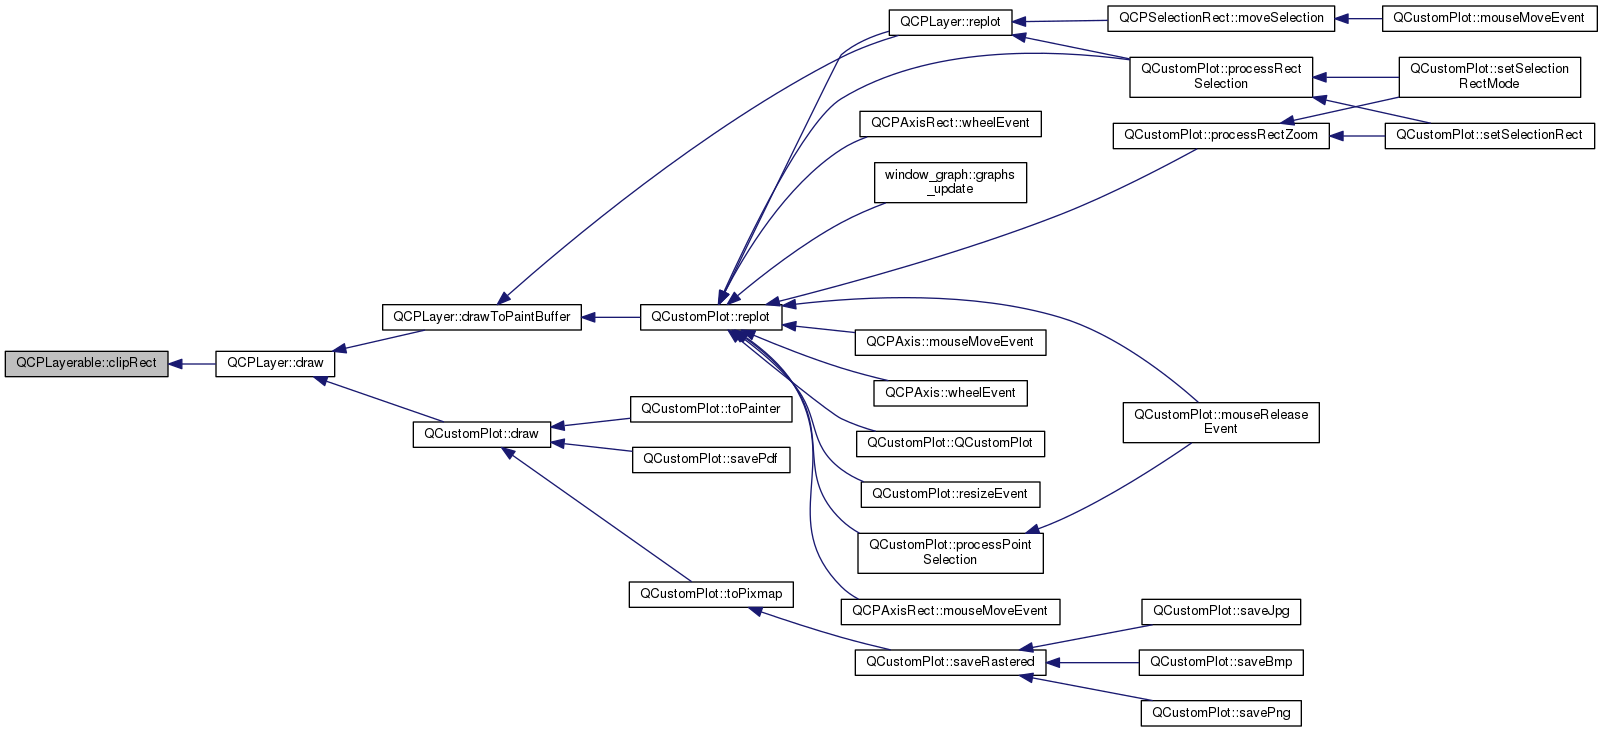 QCPLayer::replot
QCPSelectionRect::moveSelection
QCustomPlot::mouseMoveEvent
QCustomPlot::processRect
Selection
QCustomPlot::setSelection
RectMode
QCPAxisRect::wheelEvent
QCustomPlot::processRectZoom
QCustomPlot::setSelectionRect
window_graph::graphs
_update
QCPLayer::drawToPaintBuffer
QCustomPlot::replot
QCPAxis::mouseMoveEvent
QCPLayerable::clipRect
QCPLayer::draw
QCPAxis::wheelEvent
QCustomPlot::toPainter
QCustomPlot::mouseRelease
Event
QCustomPlot::draw
QCustomPlot::QCustomPlot
QCustomPlot::savePdf
QCustomPlot::resizeEvent
QCustomPlot::processPoint
Selection
QCustomPlot::toPixmap
QCPAxisRect::mouseMoveEvent
QCustomPlot::saveJpg
QCustomPlot::saveRastered
QCustomPlot::saveBmp
QCustomPlot::savePng